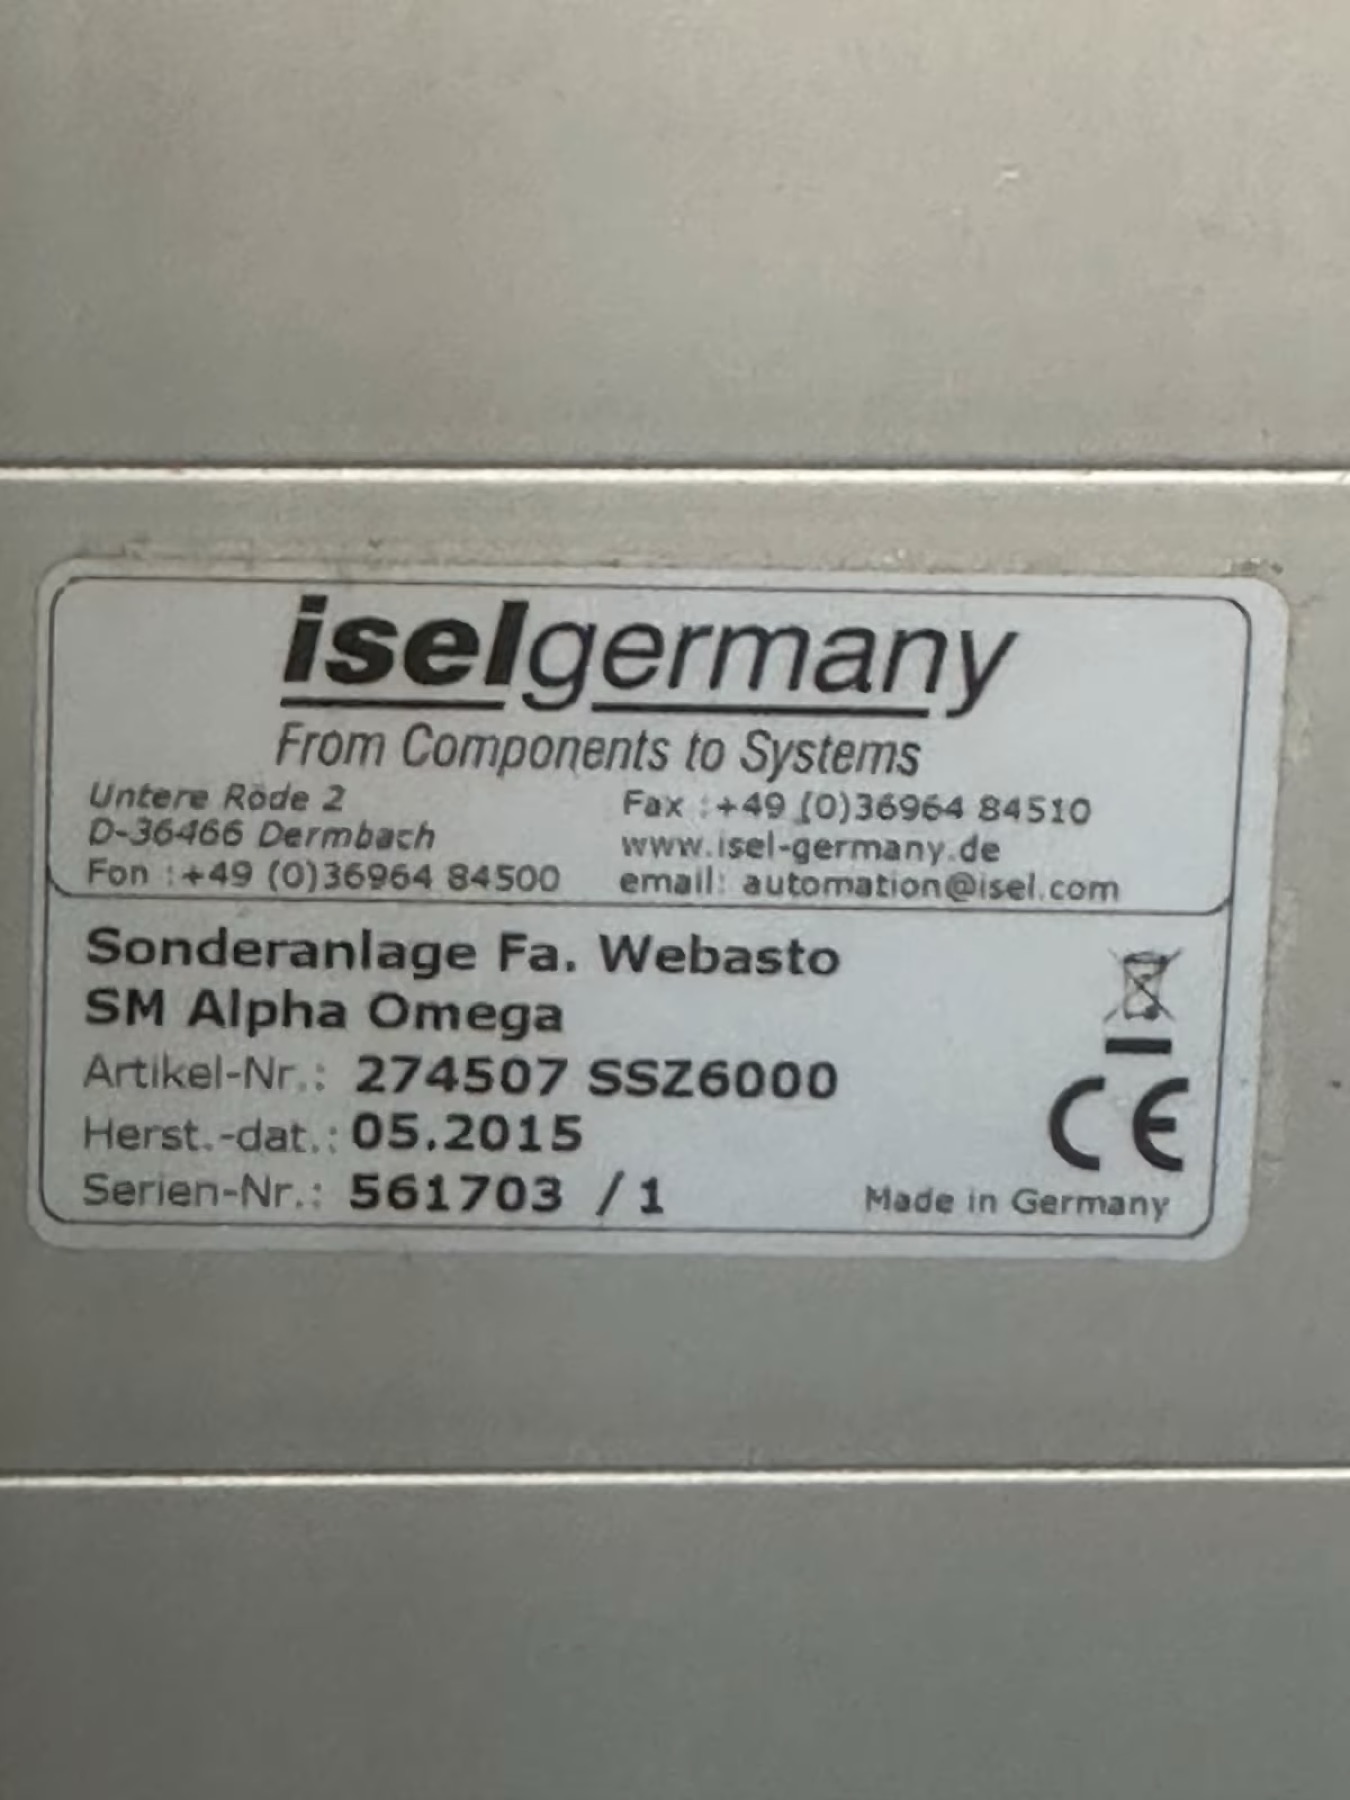 iselgermany
From Components to Systems
Untere Röde 2
D-36466 Dermbach
Fon :+49 (0)36964 84500
Fax :+49 (0)36964 84510
www.isel-germany.de
email: automation@isel.com
Sonderanlage Fa. Webasto
SM Alpha Omega
Artikel-Nr.: 274507 SSZ6000
Herst.-dat.: 05.2015
Serien-Nr.: 561703 /1
CE
Made in Germany